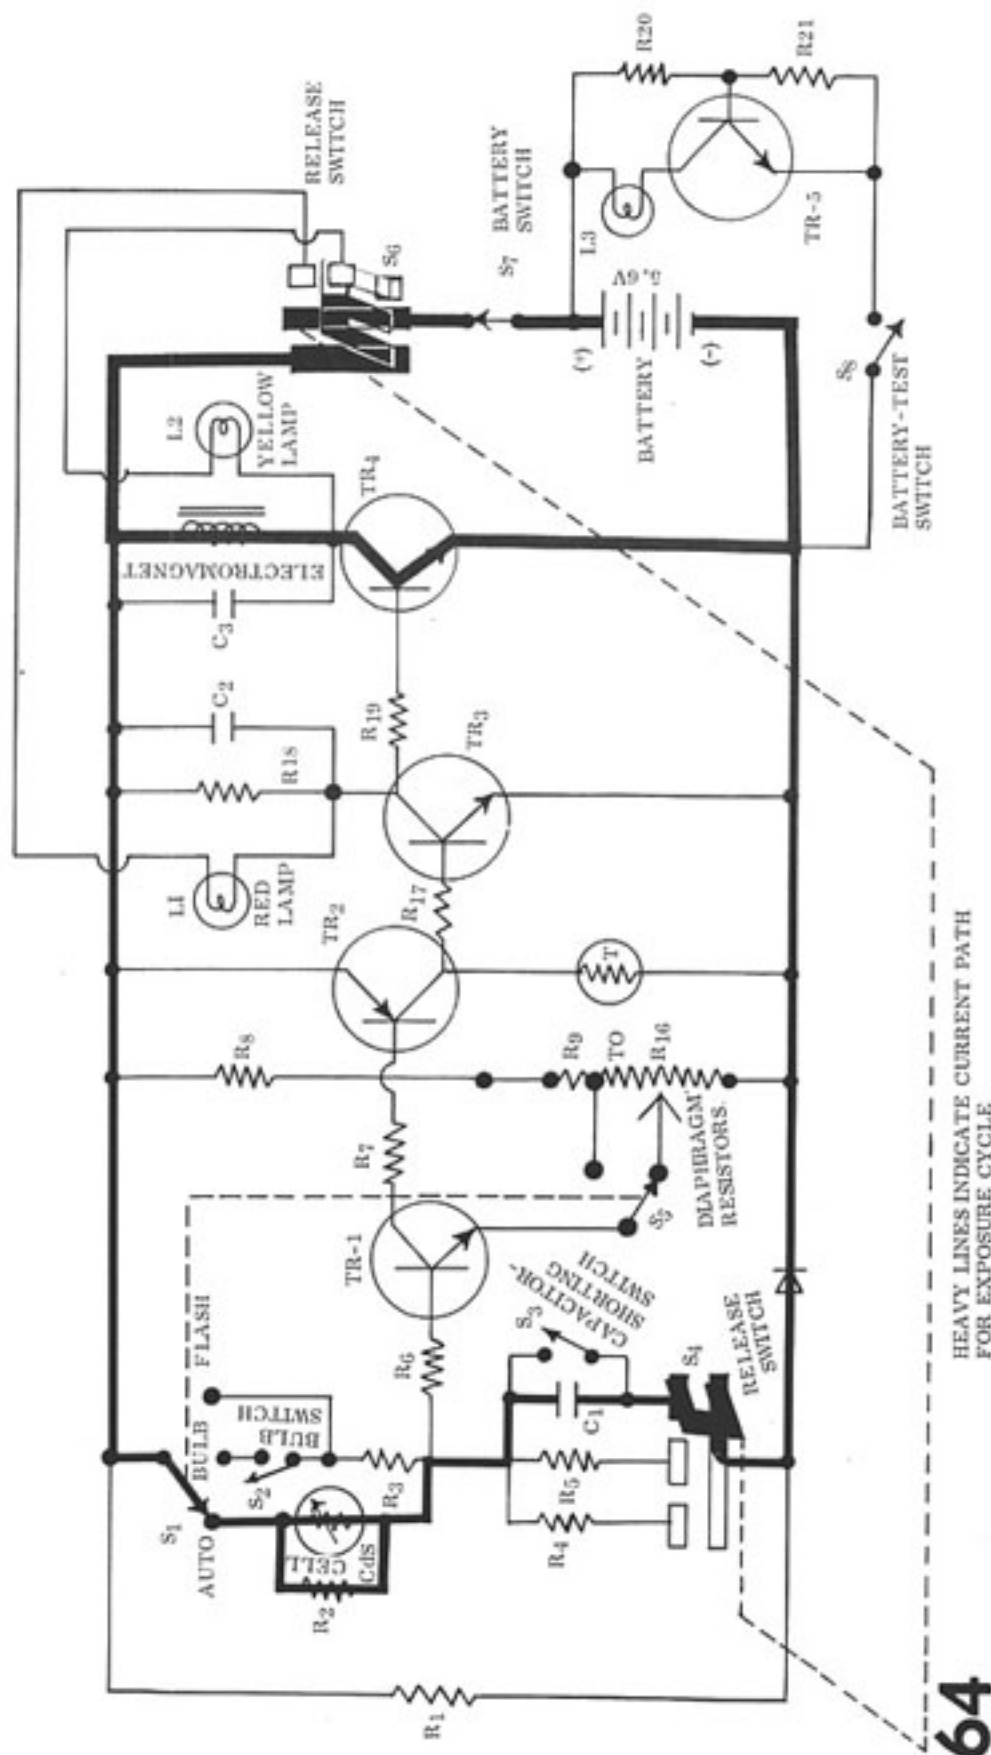 RELEASE
SWITCH
S6
S7
BATTERY
SWITCH
R20
R21
L3
TR-5
(+)
5.6V
BATTERY
(-)
S8
BATTERY-TEST
SWITCH
L2
YELLOW
LAMP
ELECTROMAGNET
TR4
C3
C2
R18
R19
TR3
L1
RED
LAMP
TR2
R17
T
R8
R9
TO
R16
DIAPHRAGM
RESISTORS
R7
TR-1
S5
R6
CAPACITOR-
SHORTING
SWITCH
S3
C1
S4
RELEASE
SWITCH
FLASH
BULB
AUTO
S1
BULB
SWITCH
S2
R3
CELL
CdS
R2
R5
R4
R1
HEAVY LINES INDICATE CURRENT PATH
FOR EXPOSURE CYCLE
64